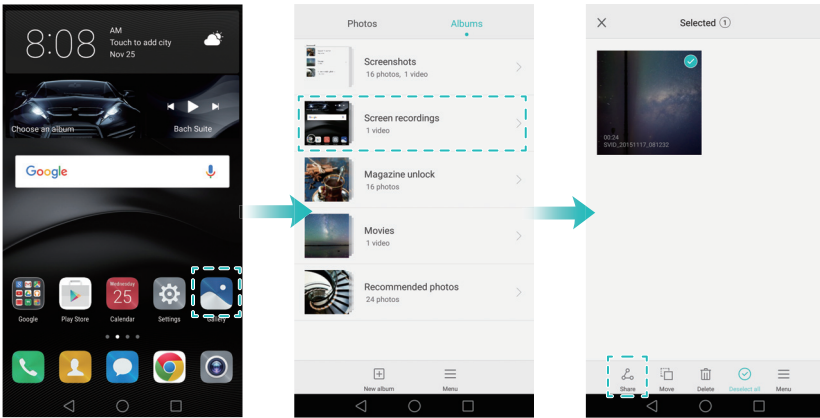 8:08
AM
Touch to add city
Nov 25
Choose an album
Bach Suite
Google
Wednesday
25
Google
Play Store
Calendar
Settings
Gallery
Photos
Albums
Screenshots
16 photos, 1 video
Screen recordings
1 video
Magazine unlock
16 photos
Movies
1 video
Recommended photos
24 photos
New album
Menu
Selected 1
00:24
SVID_20151117_081232
Share
Move
Delete
Deselect all
Menu